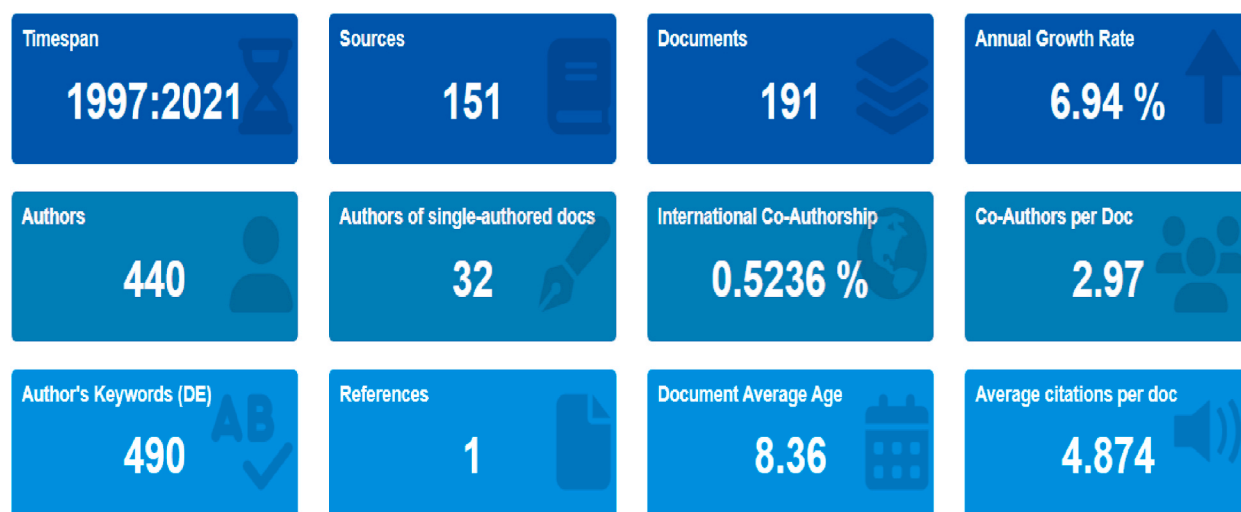 Timespan
1997:2021
Sources
151
Documents
191
Annual Growth Rate
6.94 %
Authors
440
Authors of single-authored docs
32
International Co-Authorship
0.5236 %
Co-Authors per Doc
2.97
Author's Keywords (DE)
490
AB
References
1
Document Average Age
8.36
Average citations per doc
4.874